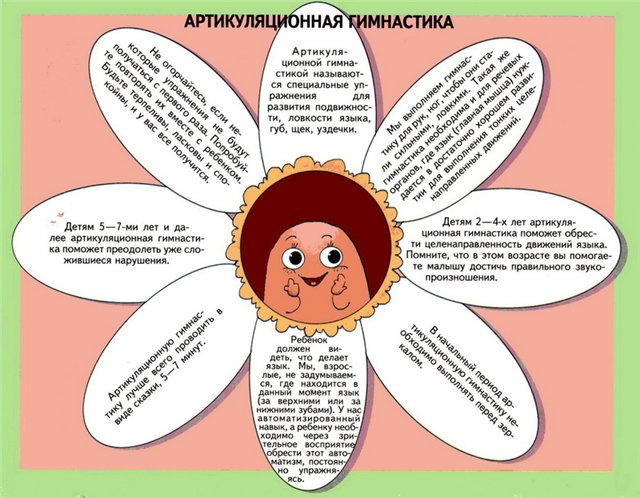 АРТИКУЛЯЦИОННАЯ ГИМНАСТИКА
Артикуля-
ционной гимна-
стикой называют-
ся специальные уп-
ражнения для
развития подвижнос-
ти, ловкости языка,
губ, щек, уздечки.
Мы выполняем гимнас-
тику для рук, ног, чтобы они ста-
ли сильными, ловкими. Такая же
гимнастика необходима и для речевых
органов, где язык (главная мышца) нуж-
дается в достаточно хорошем разви-
тии для выполнения тонких целе-
направленных движений.
Детям 2—4-х лет артикуля-
ционная гимнастика поможет обрес-
ти целенаправленность движений языка.
Помните, что в этом возрасте вы помогае-
те малышу достичь правильного звуко-
произношения.
В начальный период ар-
тикуляционную гимнастику не-
обходимо выполнять перед зер-
калом.
Ребенок
должен ви-
деть, что делает
язык. Мы, взрос-
лые, не задумываем-
ся, где находится в
данный момент язык
(за верхними или за
нижними зубами). У нас
автоматизированный
навык, а ребенку необ-
ходимо через зри-
тельное восприятие
обрести этот авто-
матизм, постоян-
но упражня-
ясь.
Артикуляционную гимнас-
тику лучше всего проводить в
виде сказки, 5—7 минут.
Детям 5—7-ми лет и да-
лее артикуляционная гимнасти-
ка поможет преодолеть уже сло-
жившиеся нарушения.
Не огорчайтесь, если не-
которые упражнения не будут
получаться с первого раза. Попробуй-
те повторять их вместе с ребенком.
Будьте терпеливы, ласковы и спо-
койны, и у вас все получится.